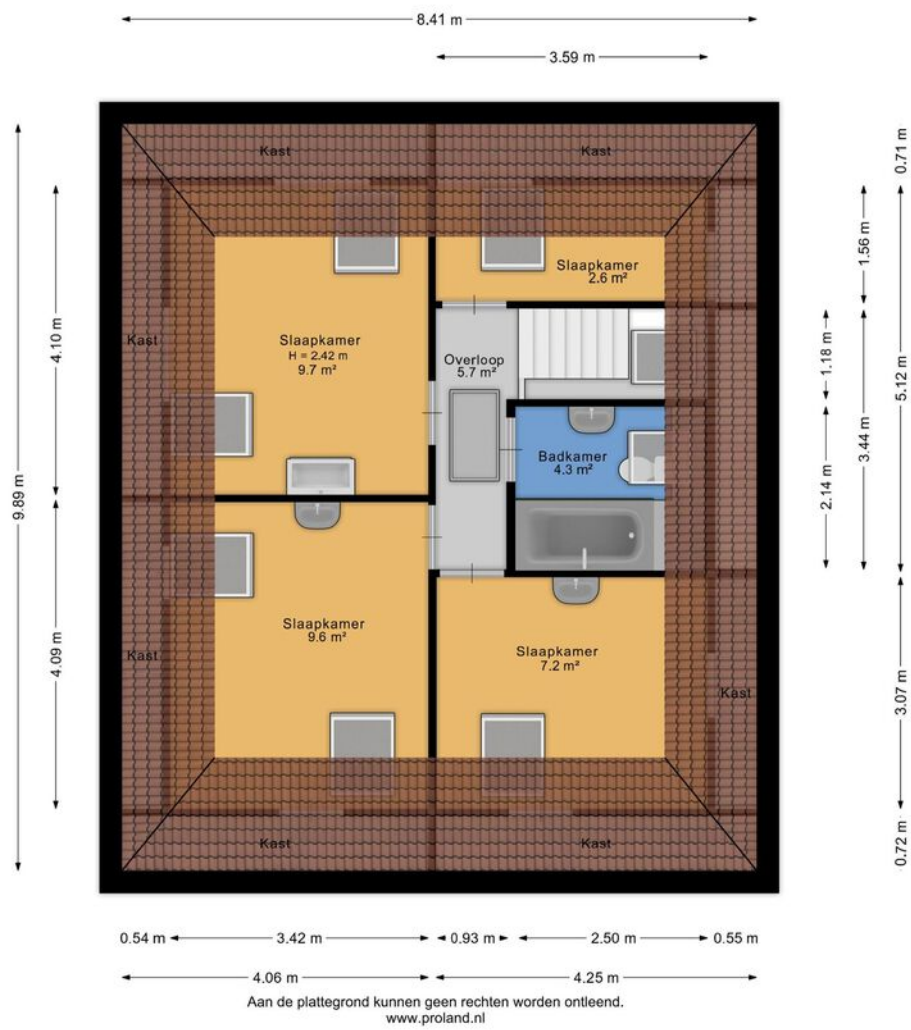 8.41 m
3.59 m
Kast
Kast
0.71 m
1.56 m
Slaapkamer
2.6 m²
Kast
4.10 m
Slaapkamer
H = 2.42 m
9.7 m²
Overloop
5.7 m²
1.18 m
5.12 m
3.44 m
Badkamer
4.3 m²
2.14 m
9.89 m
Slaapkamer
9.6 m²
4.09 m
Kast
Slaapkamer
7.2 m²
Kast
3.07 m
Kast
Kast
0.72 m
0.54 m
3.42 m
0.93 m
2.50 m
0.55 m
4.06 m
4.25 m
Aan de plattegrond kunnen geen rechten worden ontleend.
www.proland.nl